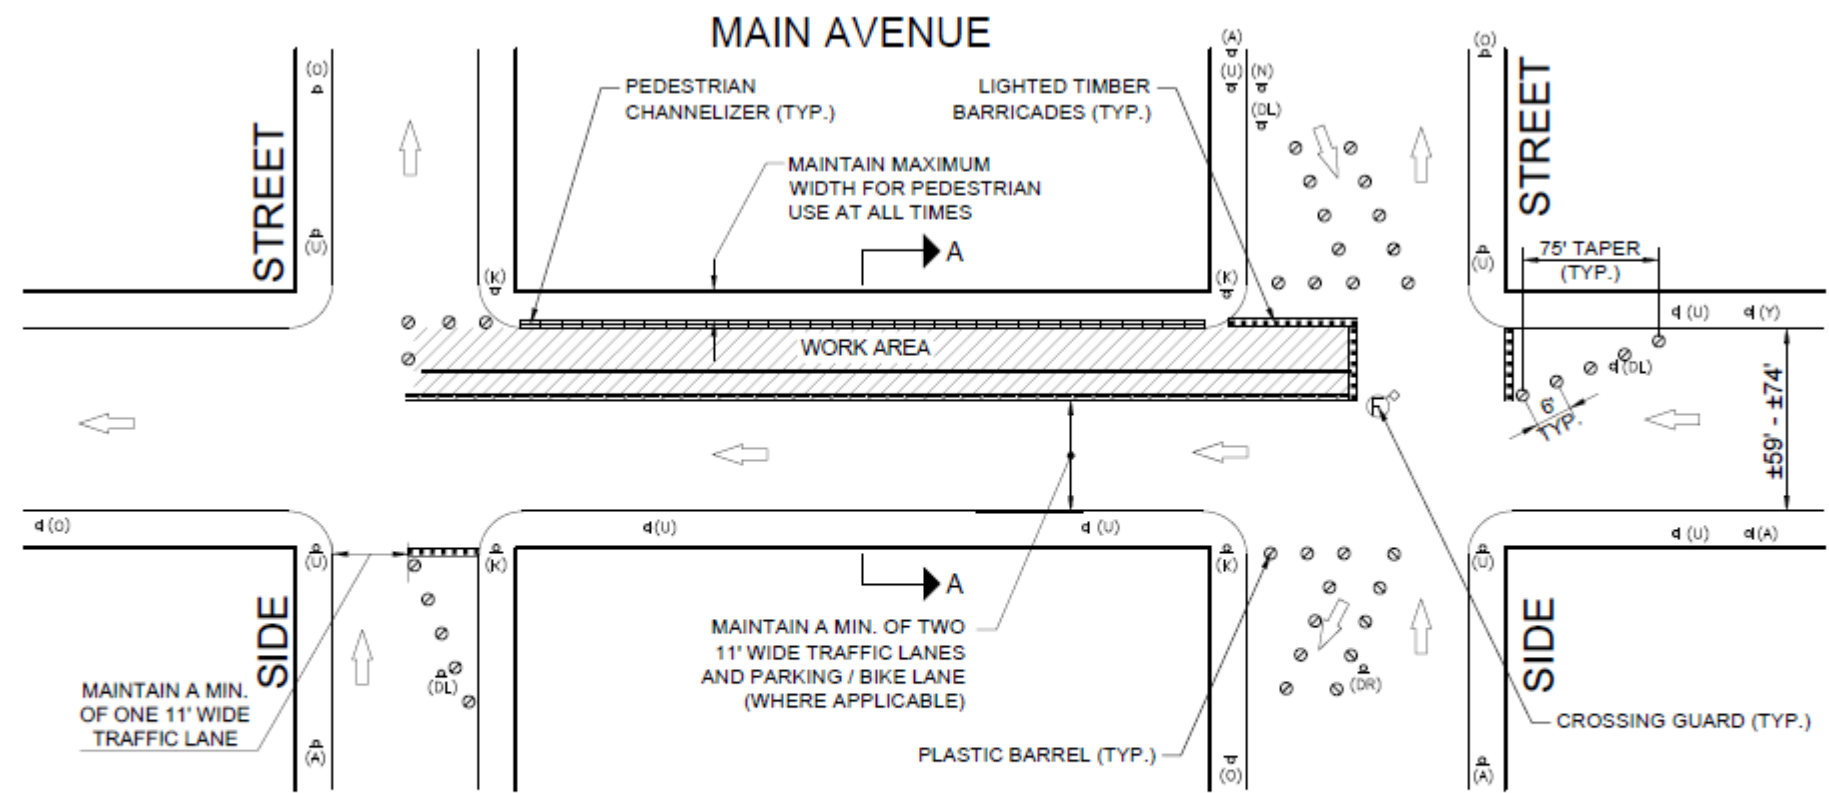 MAIN AVENUE
(A)
(O)
(O)
(U) (N)
PEDESTRIAN
CHANNELIZER (TYP.)
LIGHTED TIMBER
BARRICADES (TYP.)
(DL)
STREET
STREET
MAINTAIN MAXIMUM
WIDTH FOR PEDESTRIAN
USE AT ALL TIMES
(U)
A
75' TAPER
(TYP.)
(U)
(K)
(K)
(U)
(Y)
WORK AREA
(DL)
±59' - ±74'
6'
TYP.
F
(O)
(U)
(U)
(U)
(A)
(U)
(K)
(K)
(U)
A
SIDE
SIDE
MAINTAIN A MIN. OF TWO
11' WIDE TRAFFIC LANES
AND PARKING / BIKE LANE
(WHERE APPLICABLE)
(DL)
(DR)
MAINTAIN A MIN.
OF ONE 11' WIDE
TRAFFIC LANE
CROSSING GUARD (TYP.)
PLASTIC BARREL (TYP.)
(A)
(O)
(A)